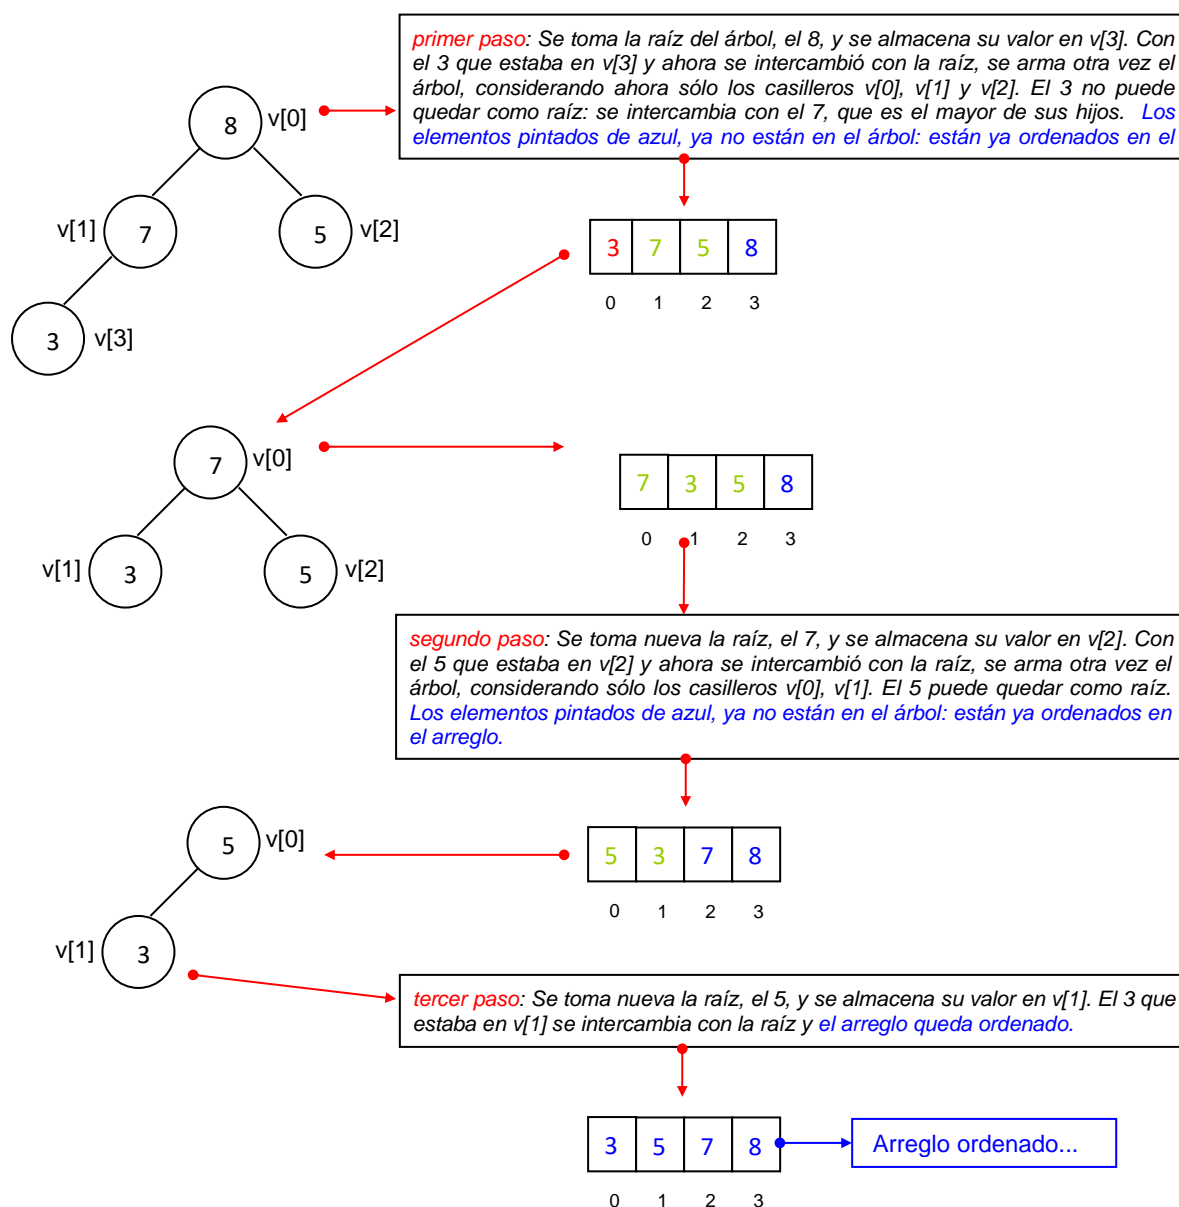 primer paso: Se toma la raíz del árbol, el 8, y se almacena su valor en v[3]. Con
el 3 que estaba en v[3] y ahora se intercambió con la raíz, se arma otra vez el
árbol, considerando ahora sólo los casilleros v[0], v[1] y v[2]. El 3 no puede
quedar como raíz: se intercambia con el 7, que es el mayor de sus hijos. Los
elementos pintados de azul, ya no están en el árbol: están ya ordenados en el
8 v[0]
v[1] 7 5 v[2]
3 v[3]
3 7 5 8
0 1 2 3
7 v[0]
v[1] 3 5 v[2]
7 3 5 8
0 1 2 3
segundo paso: Se toma nueva la raíz, el 7, y se almacena su valor en v[2]. Con
el 5 que estaba en v[2] y ahora se intercambió con la raíz, se arma otra vez el
árbol, considerando sólo los casilleros v[0], v[1]. El 5 puede quedar como raíz.
Los elementos pintados de azul, ya no están en el árbol: están ya ordenados en
el arreglo.
5 v[0]
v[1] 3
5 3 7 8
0 1 2 3
tercer paso: Se toma nueva la raíz, el 5, y se almacena su valor en v[1]. El 3 que
estaba en v[1] se intercambia con la raíz y el arreglo queda ordenado.
3 5 7 8
0 1 2 3
Arreglo ordenado...